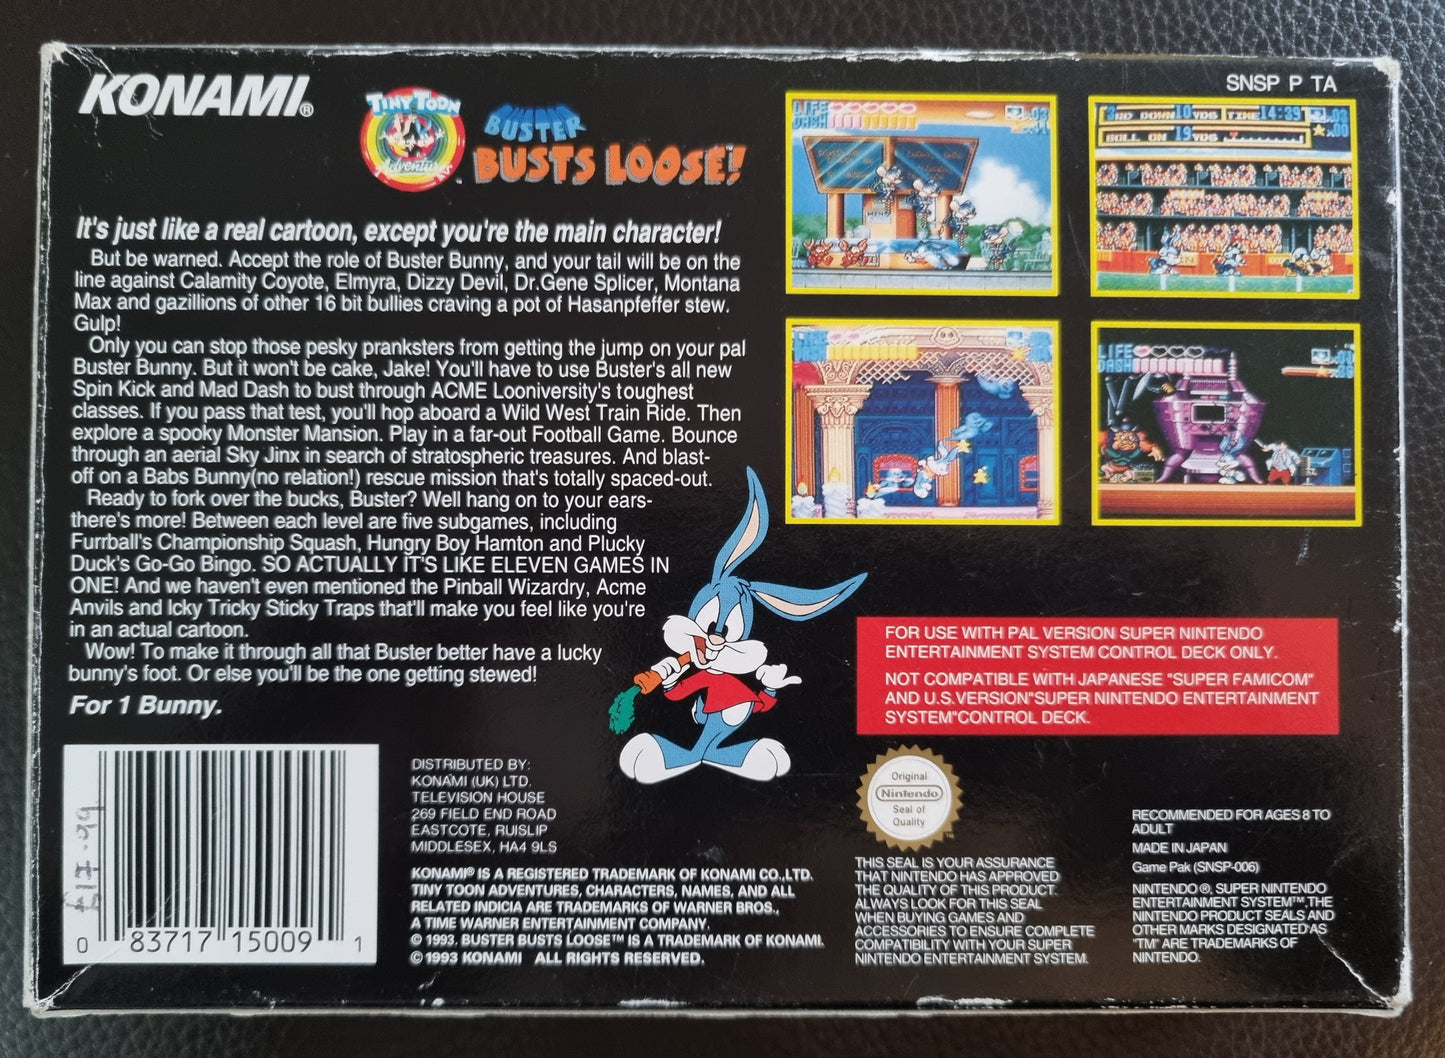 KONAMI®
TINY TOON
Adventures™
BUSTER
BUSTS LOOSE!™
SNSP P TA
It's just like a real cartoon, except you're the main character!
But be warned. Accept the role of Buster Bunny, and your tail will be on the
line against Calamity Coyote, Elmyra, Dizzy Devil, Dr.Gene Splicer, Montana
Max and gazillions of other 16 bit bullies craving a pot of Hasanpfeffer stew.
Gulp!
Only you can stop those pesky pranksters from getting the jump on your pal
Buster Bunny. But it won't be cake, Jake! You'll have to use Buster's all new
Spin Kick and Mad Dash to bust through ACME Looniversity's toughest
classes. If you pass that test, you'll hop aboard a Wild West Train Ride. Then
explore a spooky Monster Mansion. Play in a far-out Football Game. Bounce
through an aerial Sky Jinx in search of stratospheric treasures. And blast-
off on a Babs Bunny(no relation!) rescue mission that's totally spaced-out.
Ready to fork over the bucks, Buster? Well hang on to your ears-
there's more! Between each level are five subgames, including
Furrball's Championship Squash, Hungry Boy Hamton and Plucky
Duck's Go-Go Bingo. SO ACTUALLY IT'S LIKE ELEVEN GAMES IN
ONE! And we haven't even mentioned the Pinball Wizardry, Acme
Anvils and Icky Tricky Sticky Traps that'll make you feel like you're
in an actual cartoon.
Wow! To make it through all that Buster better have a lucky
bunny's foot. Or else you'll be the one getting stewed!
For 1 Bunny.
LIFE
DASH
MENU
DOWN 10 YDS TIME 14:39
BALL ON 19 YDS
LIFE
DASH
FOR USE WITH PAL VERSION SUPER NINTENDO
ENTERTAINMENT SYSTEM CONTROL DECK ONLY.
NOT COMPATIBLE WITH JAPANESE "SUPER FAMICOM"
AND U.S.VERSION"SUPER NINTENDO ENTERTAINMENT
SYSTEM"CONTROL DECK.
0 83717 15009 1
DISTRIBUTED BY:
KONAMI (UK) LTD.
TELEVISION HOUSE
269 FIELD END ROAD
EASTCOTE, RUISLIP
MIDDLESEX, HA4 9LS
KONAMI® IS A REGISTERED TRADEMARK OF KONAMI CO.,LTD.
TINY TOON ADVENTURES, CHARACTERS, NAMES, AND ALL
RELATED INDICIA ARE TRADEMARKS OF WARNER BROS.,
A TIME WARNER ENTERTAINMENT COMPANY.
© 1993. BUSTER BUSTS LOOSE™ IS A TRADEMARK OF KONAMI.
© 1993 KONAMI ALL RIGHTS RESERVED.
Original
Nintendo
Seal of
Quality
THIS SEAL IS YOUR ASSURANCE
THAT NINTENDO HAS APPROVED
THE QUALITY OF THIS PRODUCT.
ALWAYS LOOK FOR THIS SEAL
WHEN BUYING GAMES AND
ACCESSORIES TO ENSURE COMPLETE
COMPATIBILITY WITH YOUR SUPER
NINTENDO ENTERTAINMENT SYSTEM.
RECOMMENDED FOR AGES 8 TO
ADULT
MADE IN JAPAN
Game Pak (SNSP-006)
NINTENDO ®, SUPER NINTENDO
ENTERTAINMENT SYSTEM™,THE
NINTENDO PRODUCT SEALS AND
OTHER MARKS DESIGNATED AS
"TM" ARE TRADEMARKS OF
NINTENDO.